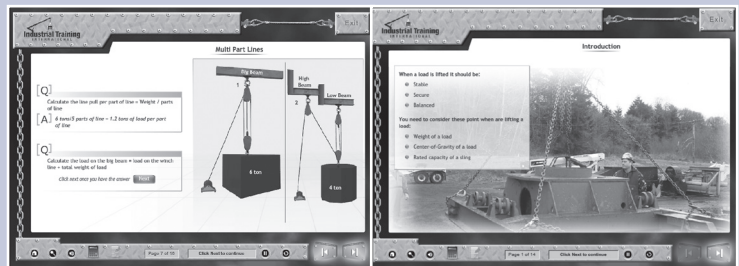 Industrial Training
INTERNATIONAL
Exit
Multi Part Lines
[Q]
Calculate the line pull per part of line = Weight / parts
of line
[A] 6 tons/5 parts of line = 1.2 tons of load per part
of line
[Q]
Calculate the load on the big beam = load on the winch
line + total weight of load
Click next once you have the answer
Big Beam
1
6 ton
High
Beam
Low Beam
2
4 ton
Click Next to continue
Industrial Training
INTERNATIONAL
Exit
Introduction
When a load is lifted it should be:
Stable
Secure
Balanced
You need to consider these point when are lifting a
load:
Weight of a load
Center-of-Gravity of a load
Rated capacity of a sling
Click Next to continue